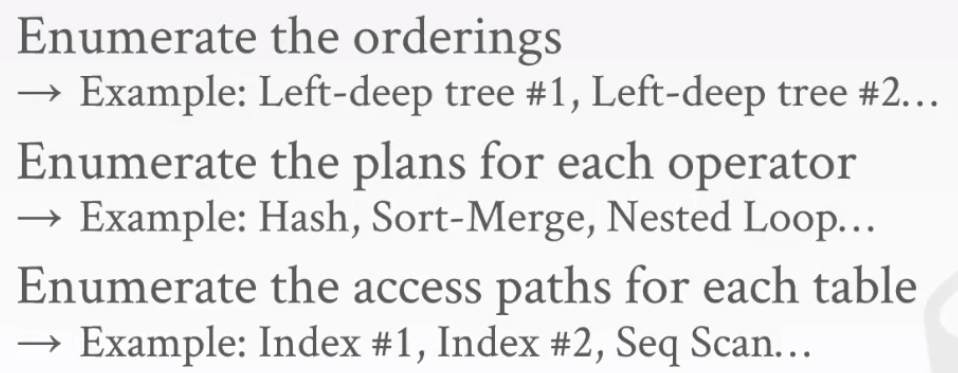 Enumerate the orderings
→ Example: Left-deep tree #1, Left-deep tree #2…
Enumerate the plans for each operator
→ Example: Hash, Sort-Merge, Nested Loop…
Enumerate the access paths for each table
→ Example: Index #1, Index #2, Seq Scan…